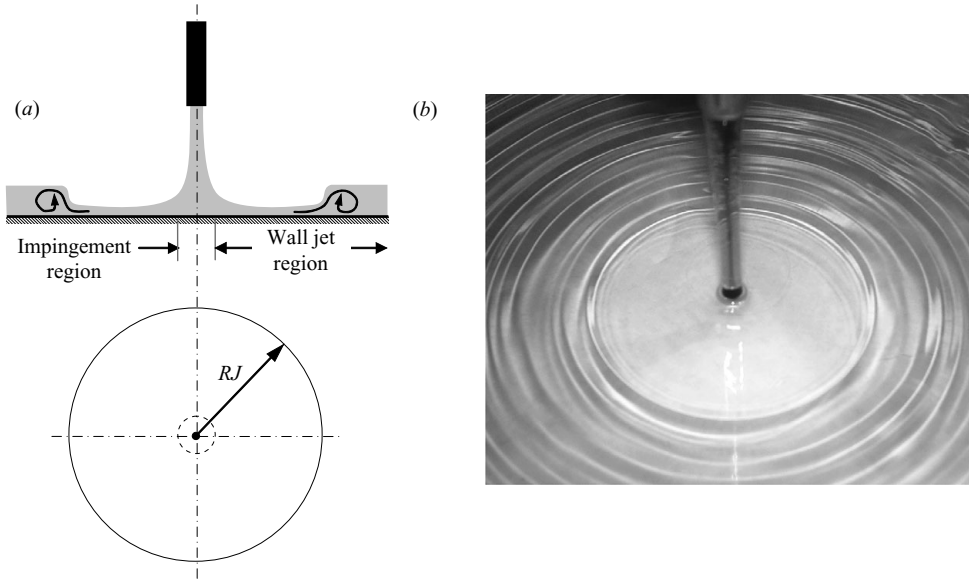 (a)
(b)
Impingement
region
Wall jet
region
RJ